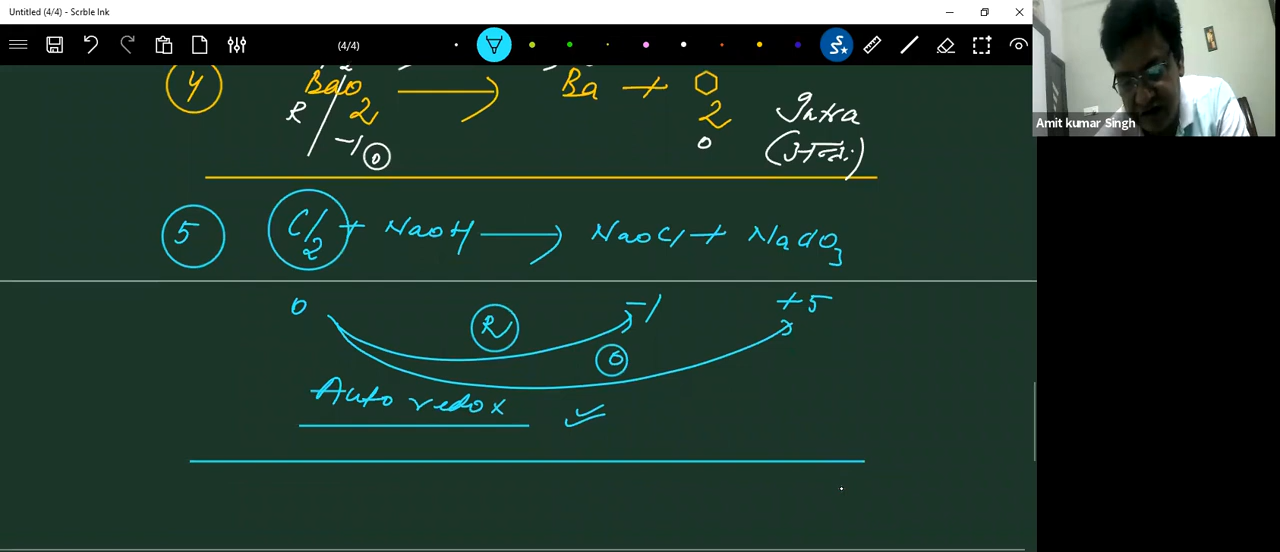 Untitled (4/4) - Scrble Ink
(4/4)
Amit kumar Singh
4 BaO2 → Ba + O2 Intra
R -1 O 0 (अन्तः)
5 Cl2 + NaOH → NaOCl + NaClO3
0 -1 +5
R
O
Auto redox